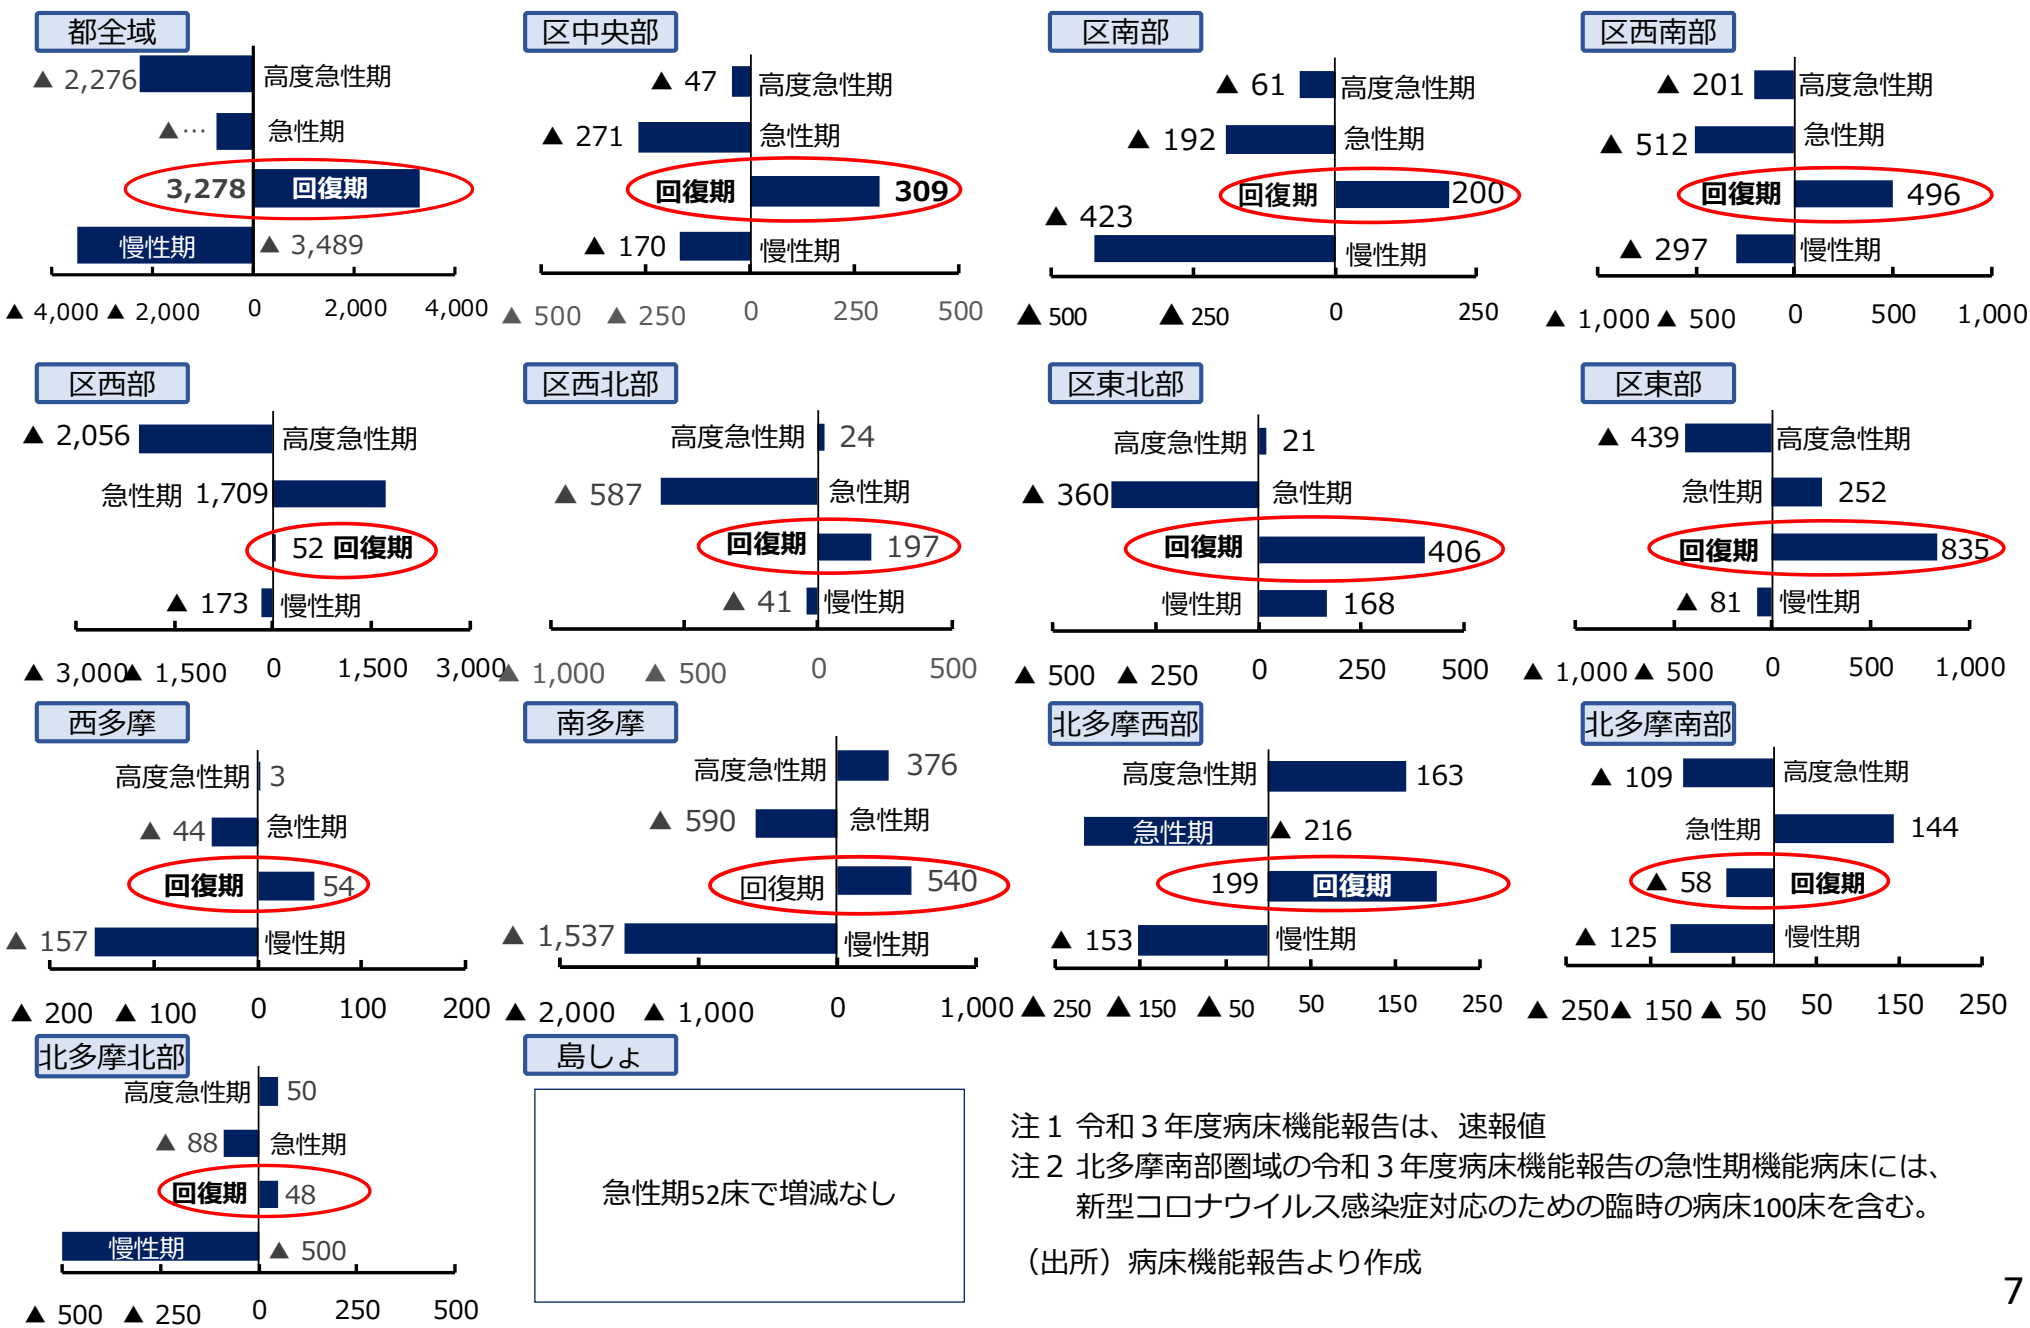 都全域
▲ 2,276 高度急性期
▲… 急性期
3,278 回復期
慢性期 ▲ 3,489
▲ 4,000 ▲ 2,000 0 2,000 4,000
区中央部
▲ 47 高度急性期
▲ 271 急性期
回復期 309
▲ 170 慢性期
▲ 500 ▲ 250 0 250 500
区南部
▲ 61 高度急性期
▲ 192 急性期
回復期 200
▲ 423 慢性期
▲ 500 ▲ 250 0 250
区西南部
▲ 201 高度急性期
▲ 512 急性期
回復期 496
▲ 297 慢性期
▲ 1,000 ▲ 500 0 500 1,000
区西部
▲ 2,056 高度急性期
急性期 1,709
52 回復期
▲ 173 慢性期
▲ 3,000 ▲ 1,500 0 1,500 3,000
区西北部
高度急性期 24
▲ 587 急性期
回復期 197
▲ 41 慢性期
▲ 1,000 ▲ 500 0 500
区東北部
高度急性期 21
▲ 360 急性期
回復期 406
慢性期 168
▲ 500 ▲ 250 0 250 500
区東部
▲ 439 高度急性期
急性期 252
回復期 835
▲ 81 慢性期
▲ 1,000 ▲ 500 0 500 1,000
西多摩
高度急性期 3
▲ 44 急性期
回復期 54
▲ 157 慢性期
▲ 200 ▲ 100 0 100 200
南多摩
高度急性期 376
▲ 590 急性期
回復期 540
▲ 1,537 慢性期
▲ 2,000 ▲ 1,000 0 1,000
北多摩西部
高度急性期 163
急性期 ▲ 216
199 回復期
▲ 153 慢性期
▲ 250 ▲ 150 ▲ 50 50 150 250
北多摩南部
▲ 109 高度急性期
急性期 144
▲ 58 回復期
▲ 125 慢性期
▲ 250 ▲ 150 ▲ 50 50 150 250
北多摩北部
高度急性期 50
▲ 88 急性期
回復期 48
慢性期 ▲ 500
▲ 500 ▲ 250 0 250 500
島しょ
急性期52床で増減なし
注１ 令和３年度病床機能報告は、速報値
注２ 北多摩南部圏域の令和３年度病床機能報告の急性期機能病床には、
新型コロナウイルス感染症対応のための臨時の病床100床を含む。
（出所）病床機能報告より作成
7